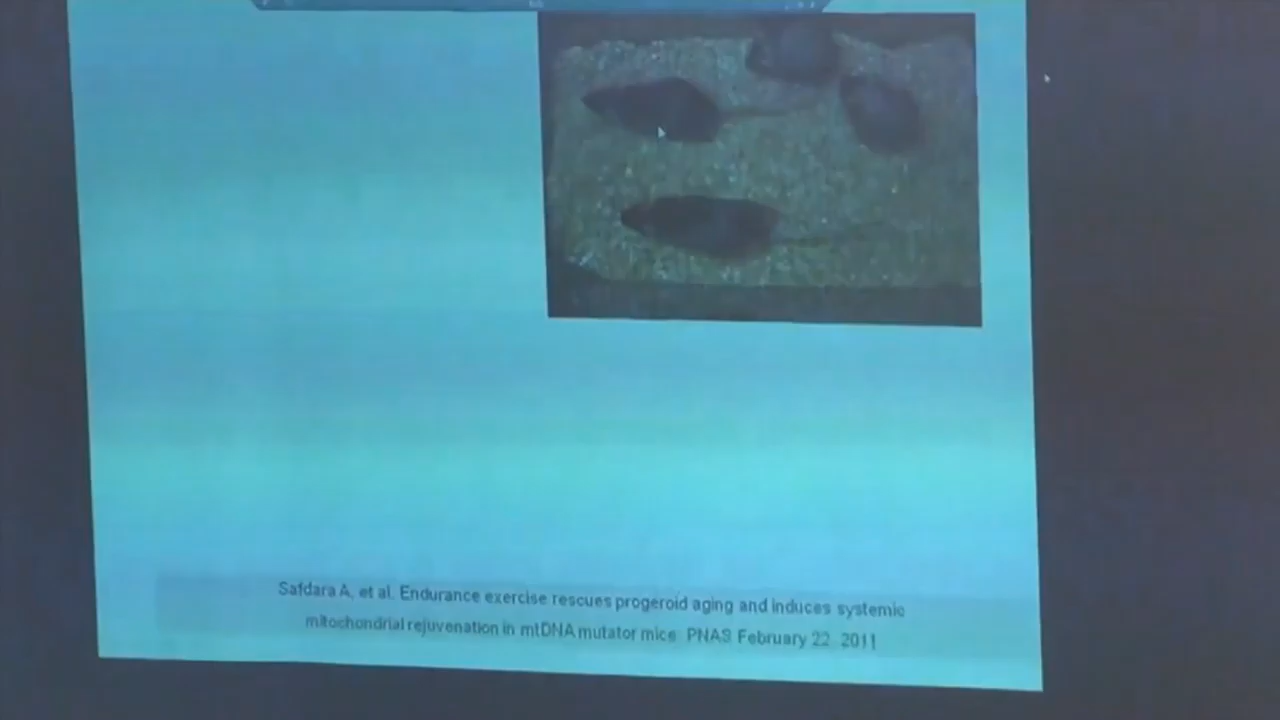 Safdara A, et al. Endurance exercise rescues progeroid aging and induces systemic
mitochondrial rejuvenation in mtDNA mutator mice. PNAS February 22, 2011